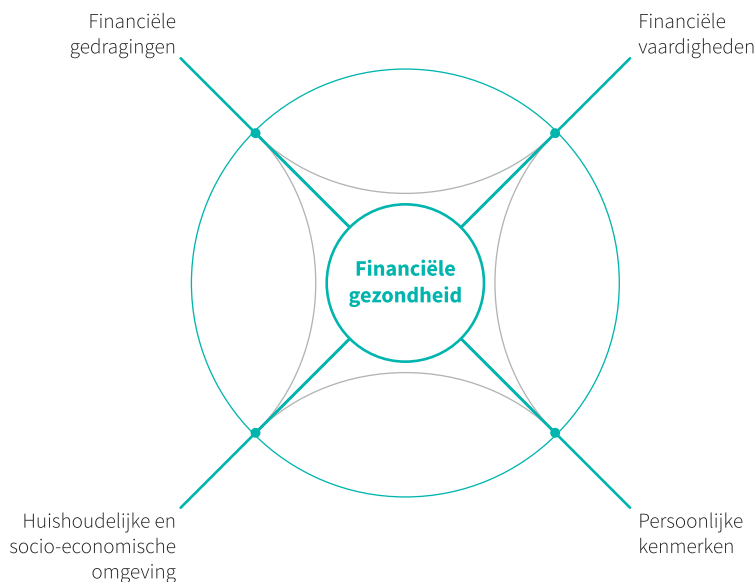 Financiële
gedragingen
Financiële
vaardigheden
Financiële
gezondheid
Huishoudelijke en
socio-economische
omgeving
Persoonlijke
kenmerken